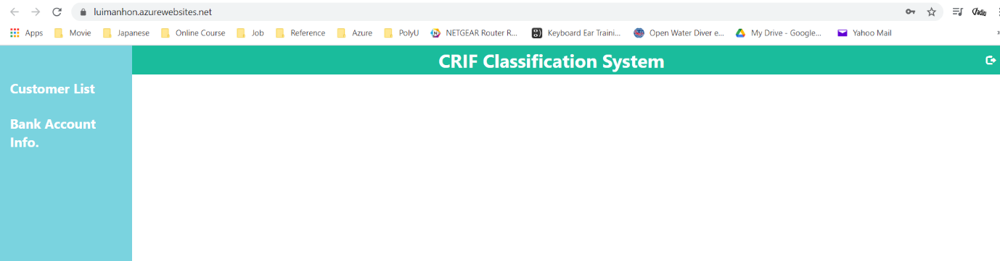 luimanhon.azurewebsites.net
Apps Movie Japanese Online Course Job Reference Azure PolyU NETGEAR Router R... Keyboard Ear Traini... Open Water Diver e... My Drive - Google... Yahoo Mail
CRIF Classification System
Customer List
Bank Account
Info.